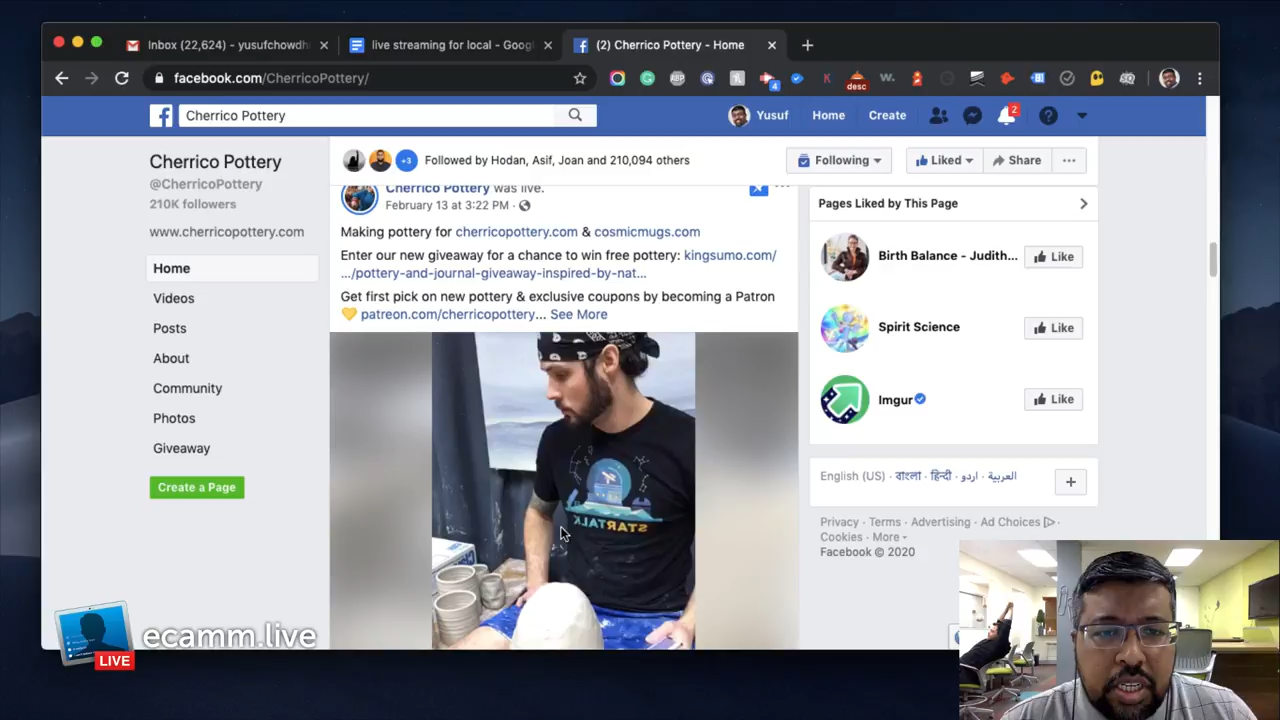 Inbox (22,624) - yusufchowdh
live streaming for local - Googl
(2) Cherrico Pottery - Home
facebook.com/CherricoPottery/
ABP
4
desc
K
w.
Cherrico Pottery
Yusuf
Home
Create
2
Cherrico Pottery
@CherricoPottery
210K followers
www.cherricopottery.com
Home
Videos
Posts
About
Community
Photos
Giveaway
Create a Page
+3
Followed by Hodan, Asif, Joan and 210,094 others
Following
Liked
Share
Cherrico Pottery was live.
February 13 at 3:22 PM ·
Making pottery for cherricopottery.com & cosmicmugs.com
Enter our new giveaway for a chance to win free pottery: kingsumo.com/
.../pottery-and-journal-giveaway-inspired-by-nat...
Get first pick on new pottery & exclusive coupons by becoming a Patron
💛 patreon.com/cherricopottery... See More
STARTALK
Pages Liked by This Page
Birth Balance - Judith...
Like
Spirit Science
Like
Imgur
Like
English (US) · বাংলা · हिन्दी · اردو · العربية
Privacy · Terms · Advertising · Ad Choices ·
Cookies · More
Facebook © 2020
ecamm.live
LIVE